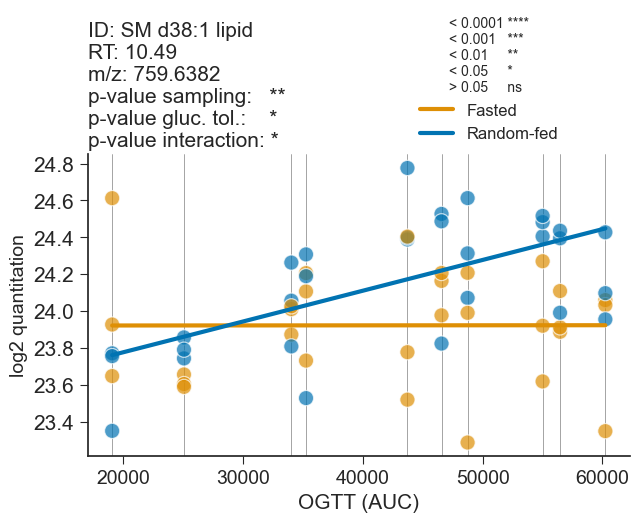 ID: SM d38:1 lipid
RT: 10.49
m/z: 759.6382
p-value sampling: **
p-value gluc. tol.: *
p-value interaction: *
< 0.0001 ****
< 0.001 ***
< 0.01 **
< 0.05 *
> 0.05 ns
Fasted
Random-fed
24.8
24.6
24.4
24.2
24.0
23.8
23.6
23.4
log2 quantitation
20000 30000 40000 50000 60000
OGTT (AUC)